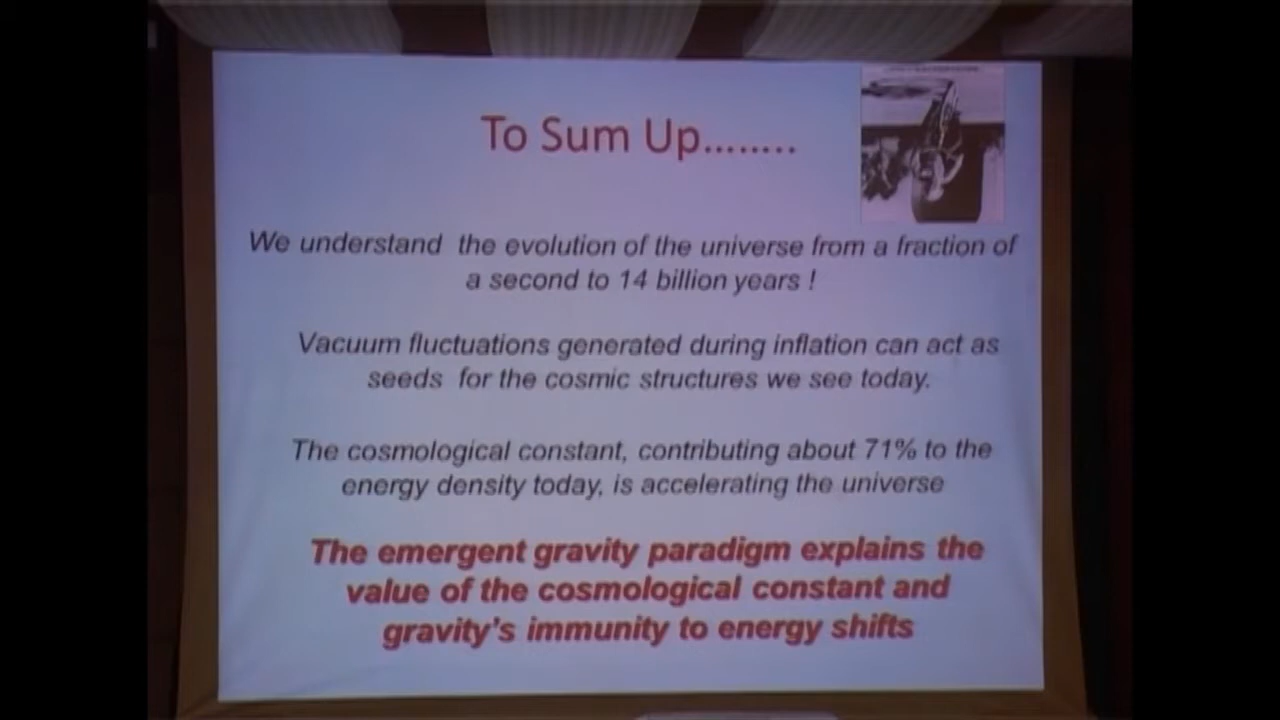 To Sum Up........
We understand the evolution of the universe from a fraction of
a second to 14 billion years !
Vacuum fluctuations generated during inflation can act as
seeds for the cosmic structures we see today.
The cosmological constant, contributing about 71% to the
energy density today, is accelerating the universe
The emergent gravity paradigm explains the
value of the cosmological constant and
gravity's immunity to energy shifts